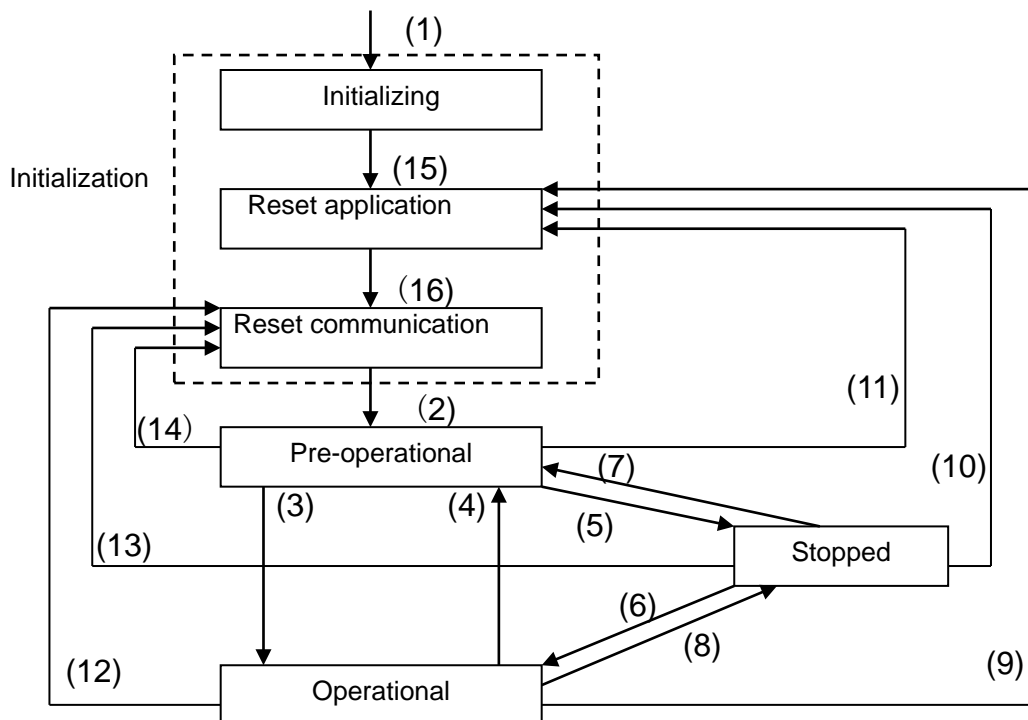 (1)
Initializing
Initialization
(15)
Reset application
（16)
Reset communication
(11)
（2)
(14）
Pre-operational
(7)
(10)
(3)
(4)
(5)
(13)
Stopped
(6)
(8)
(12)
Operational
(9)